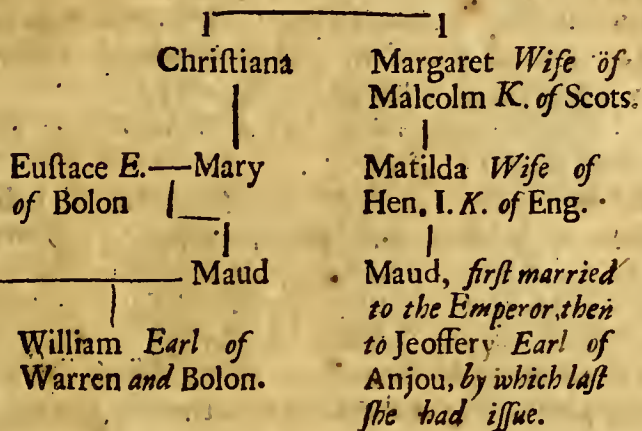 Chriſtiana
Margaret Wife of
Malcolm K. of Scots.
Euſtace E.—Mary
of Bolon
Matilda Wife of
Hen. I. K. of Eng.
Maud
Maud, firſt married
to the Emperor, then
to Jeoffery Earl of
Anjou, by which laſt
ſhe had iſſue.
William Earl of
Warren and Bolon.